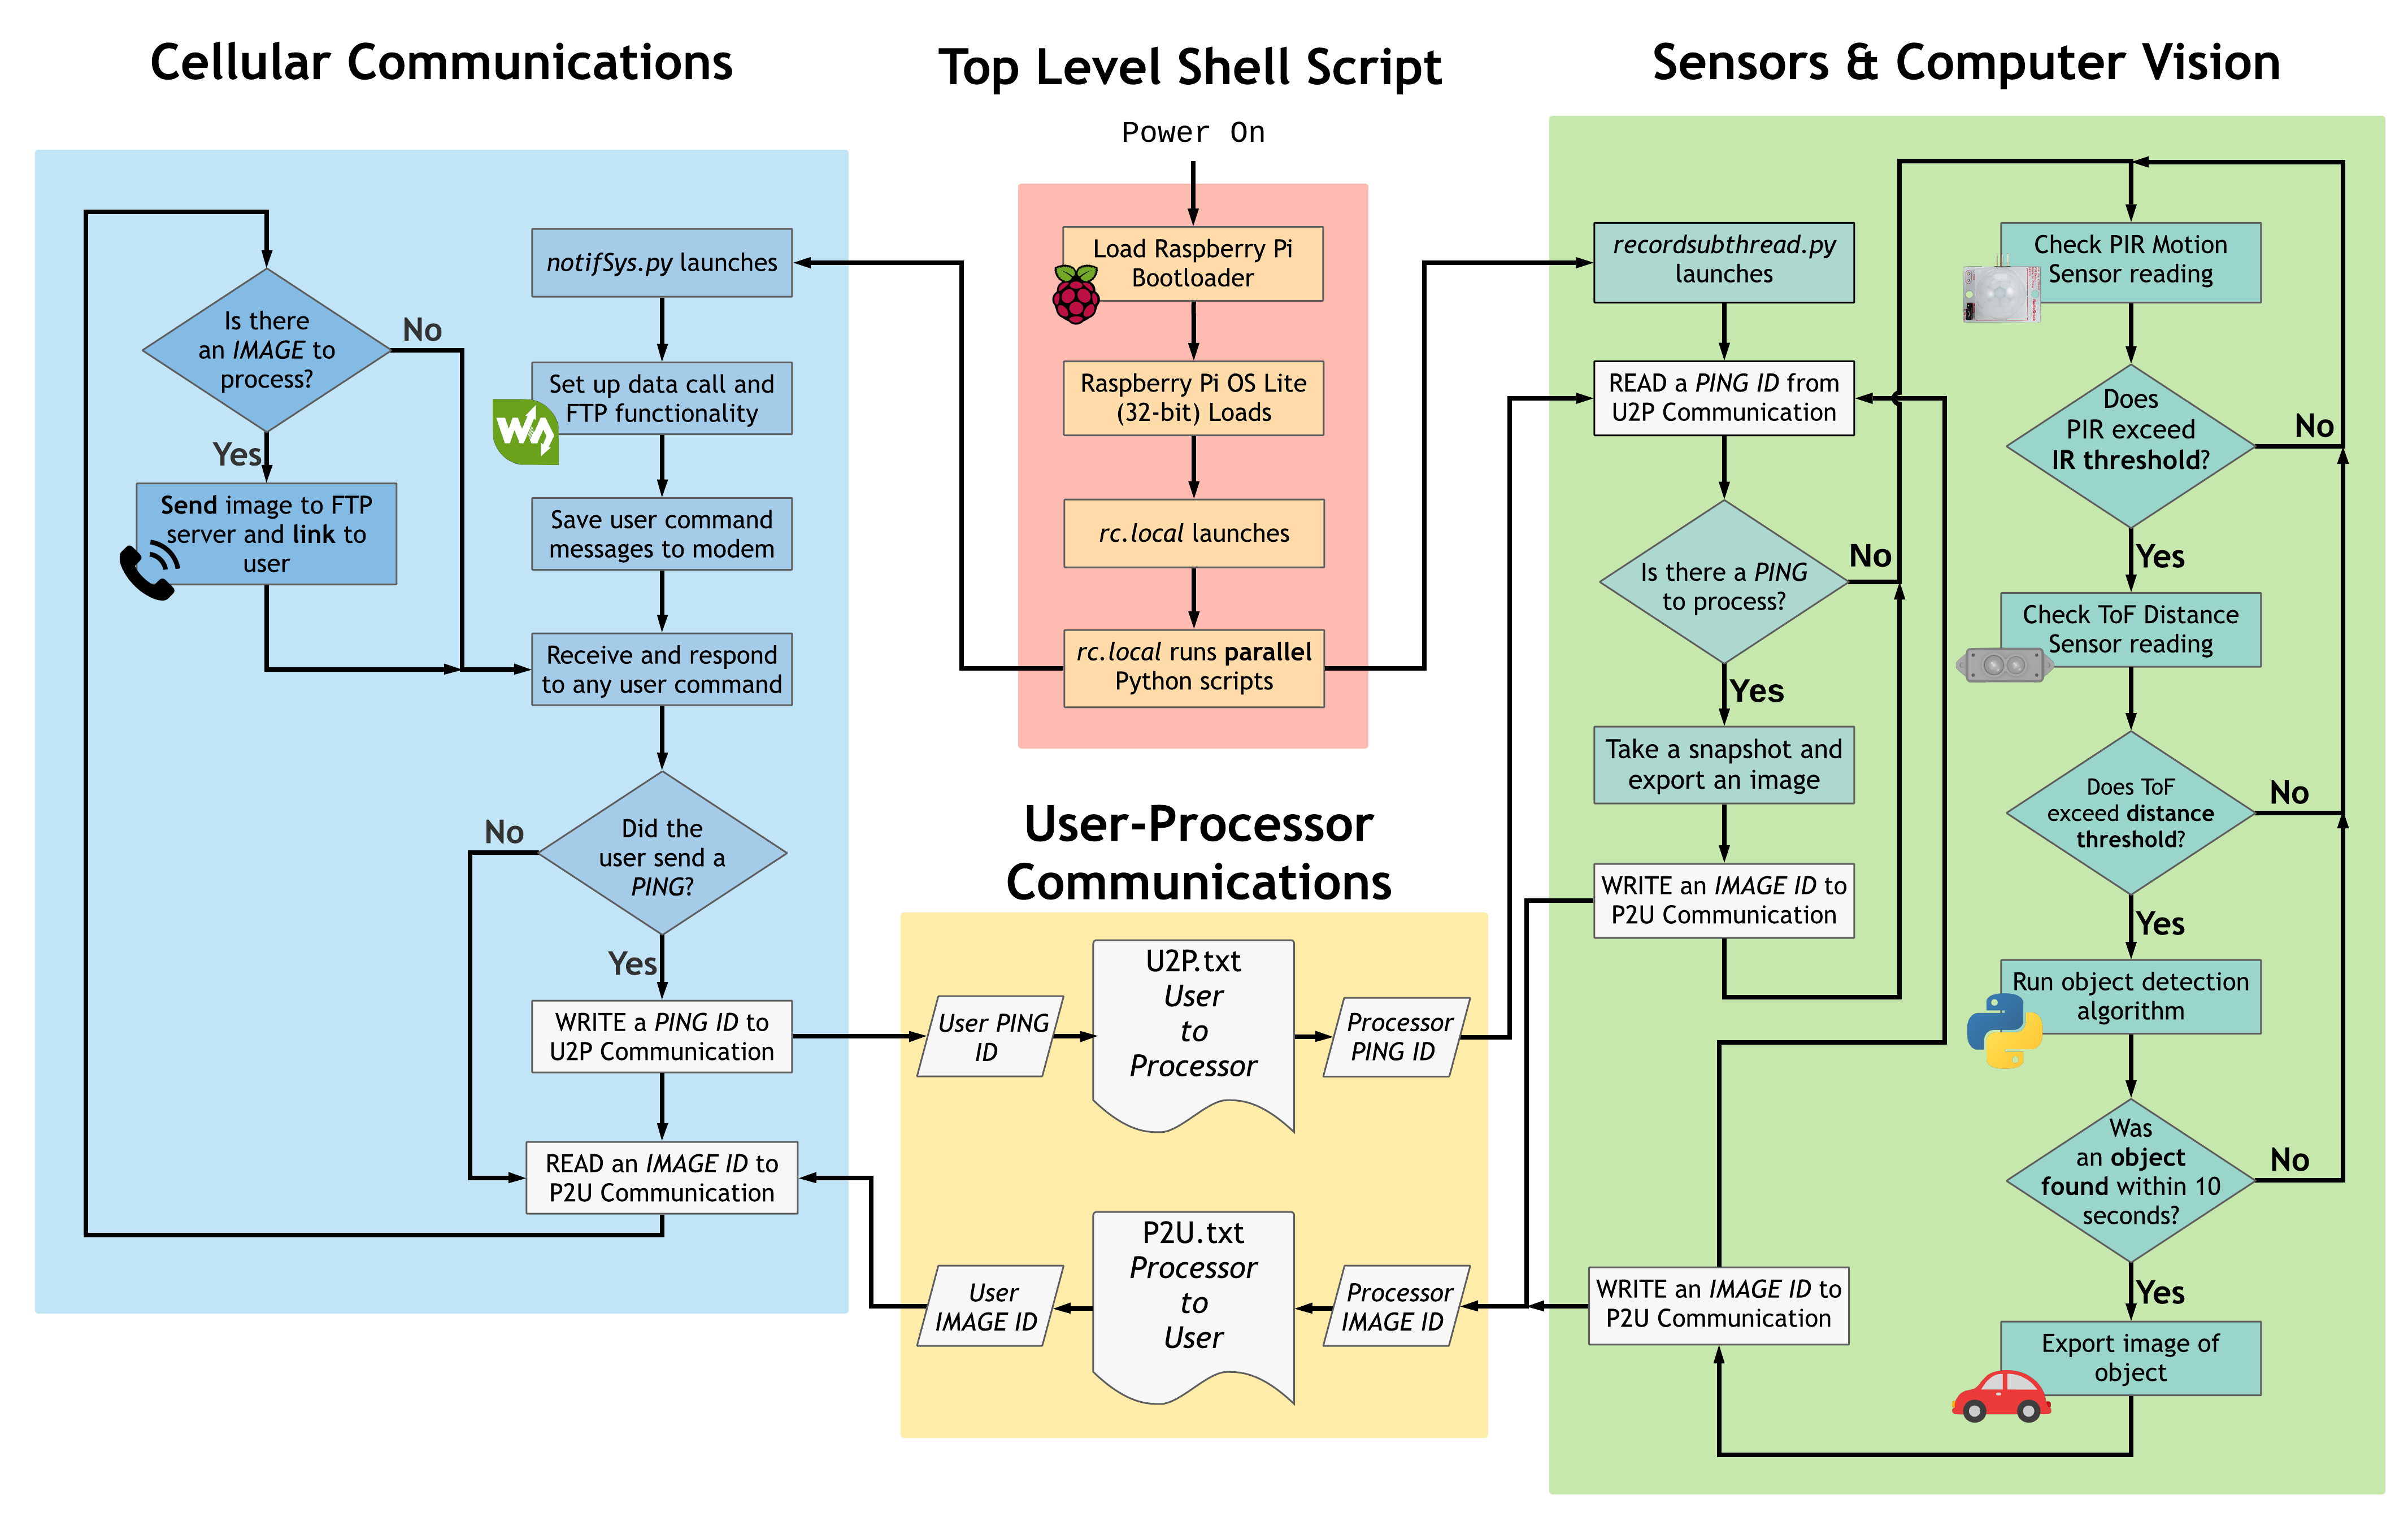 Cellular Communications
Is there
an IMAGE to
process?
No
Yes
Send image to FTP
server and link to
user
notifSys.py launches
Set up data call and
FTP functionality
Save user command
messages to modem
Receive and respond
to any user command
Did the
user send a
PING?
No
Yes
WRITE a PING ID to
U2P Communication
READ an IMAGE ID to
P2U Communication
Top Level Shell Script
Power On
Load Raspberry Pi
Bootloader
Raspberry Pi OS Lite
(32-bit) Loads
rc.local launches
rc.local runs parallel
Python scripts
User-Processor
Communications
User PING
ID
U2P.txt
User
to
Processor
Processor
PING ID
User
IMAGE ID
P2U.txt
Processor
to
User
Processor
IMAGE ID
Sensors & Computer Vision
recordsubthread.py
launches
READ a PING ID from
U2P Communication
Is there a PING
to process?
No
Yes
Take a snapshot and
export an image
WRITE an IMAGE ID to
P2U Communication
WRITE an IMAGE ID to
P2U Communication
Check PIR Motion
Sensor reading
Does
PIR exceed
IR threshold?
No
Yes
Check ToF Distance
Sensor reading
Does ToF
exceed distance
threshold?
No
Yes
Run object detection
algorithm
Was
an object
found within 10
seconds?
No
Yes
Export image of
object